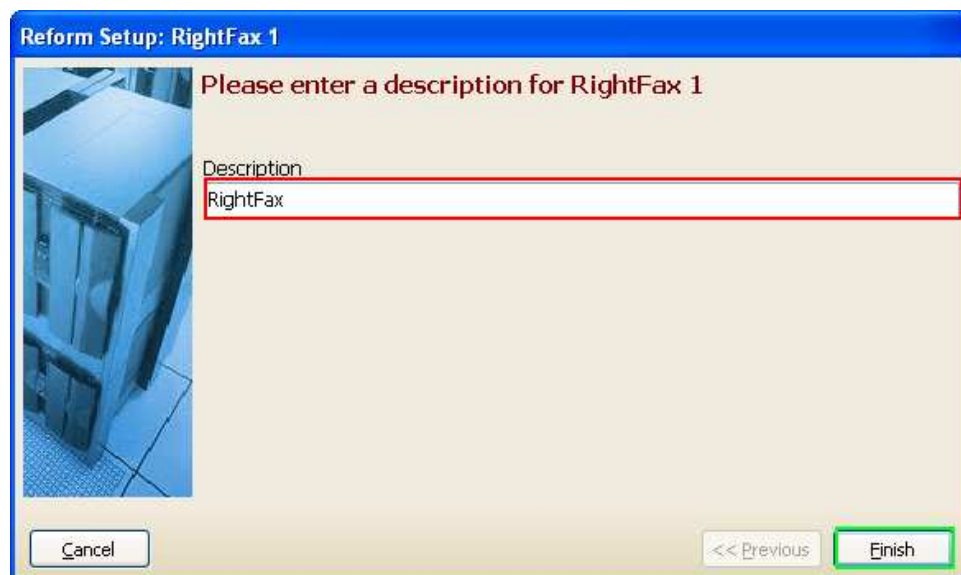 Reform Setup: RightFax 1
Please enter a description for RightFax 1
Description
RightFax
Cancel
<< Previous
Finish